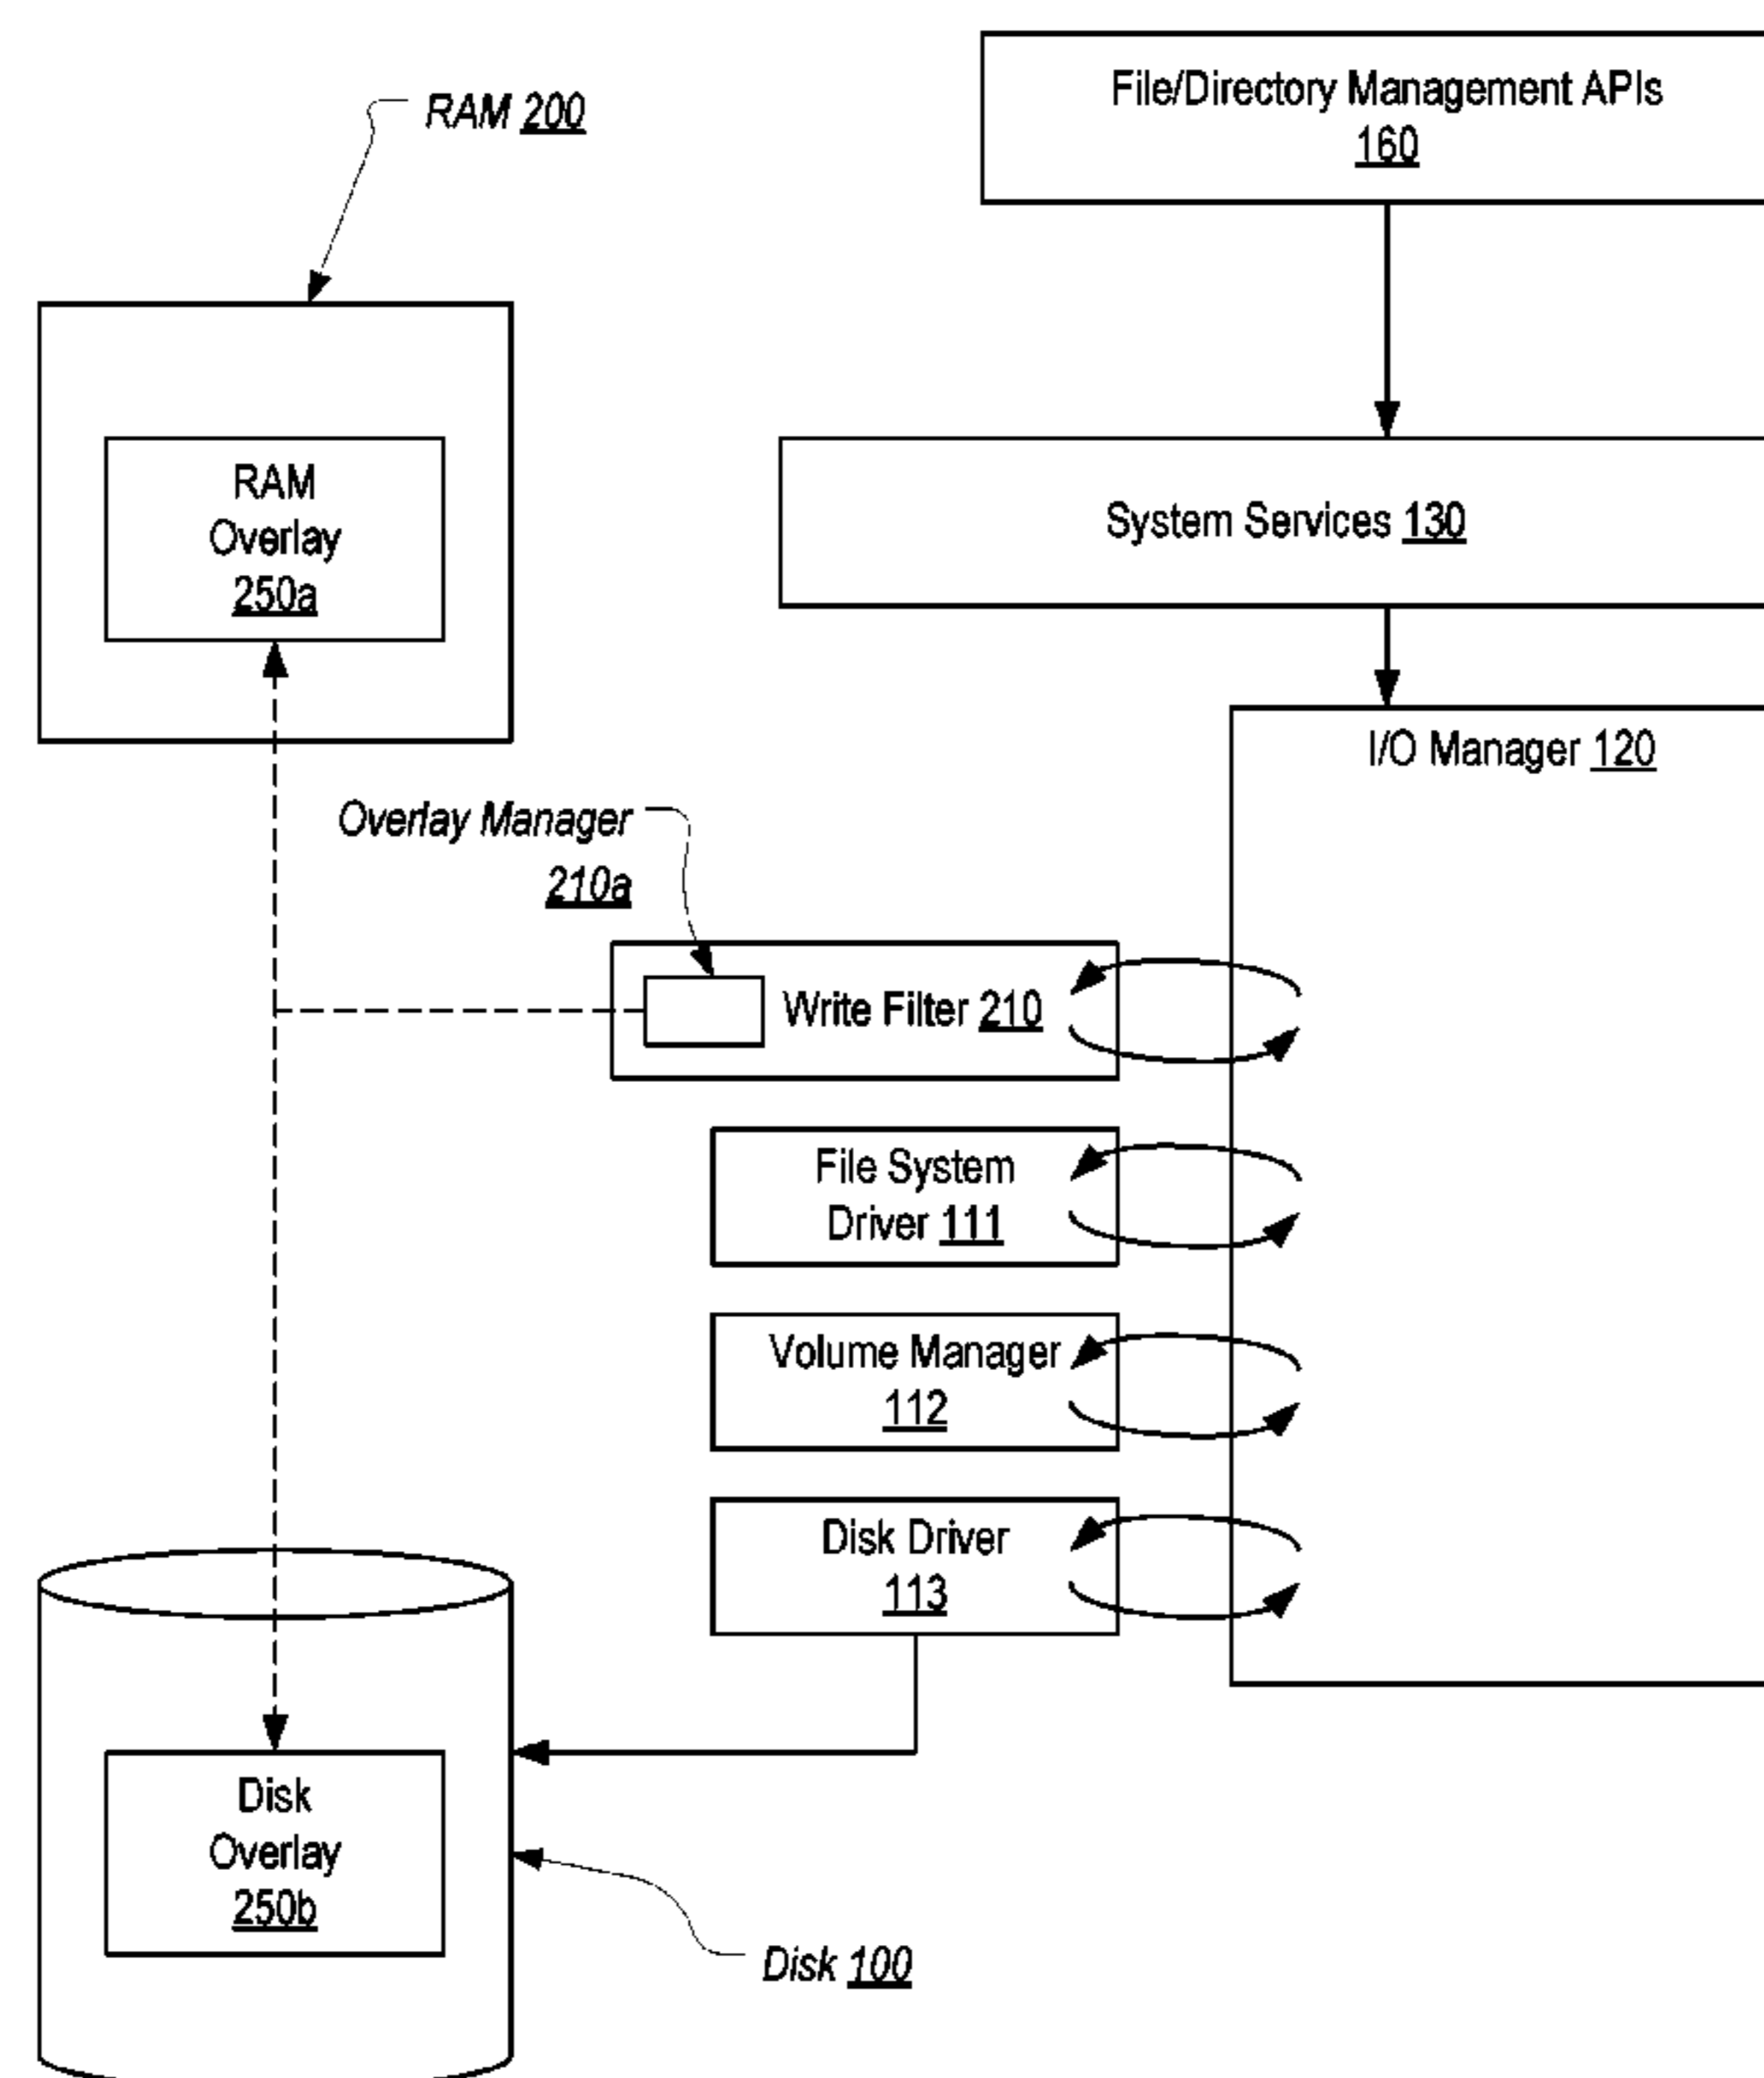 File/Directory Management APIs
160
RAM 200
RAM
Overlay
250a
System Services 130
I/O Manager 120
Overlay Manager
210a
Write Filter 210
File System
Driver 111
Volume Manager
112
Disk Driver
113
Disk
Overlay
250b
Disk 100